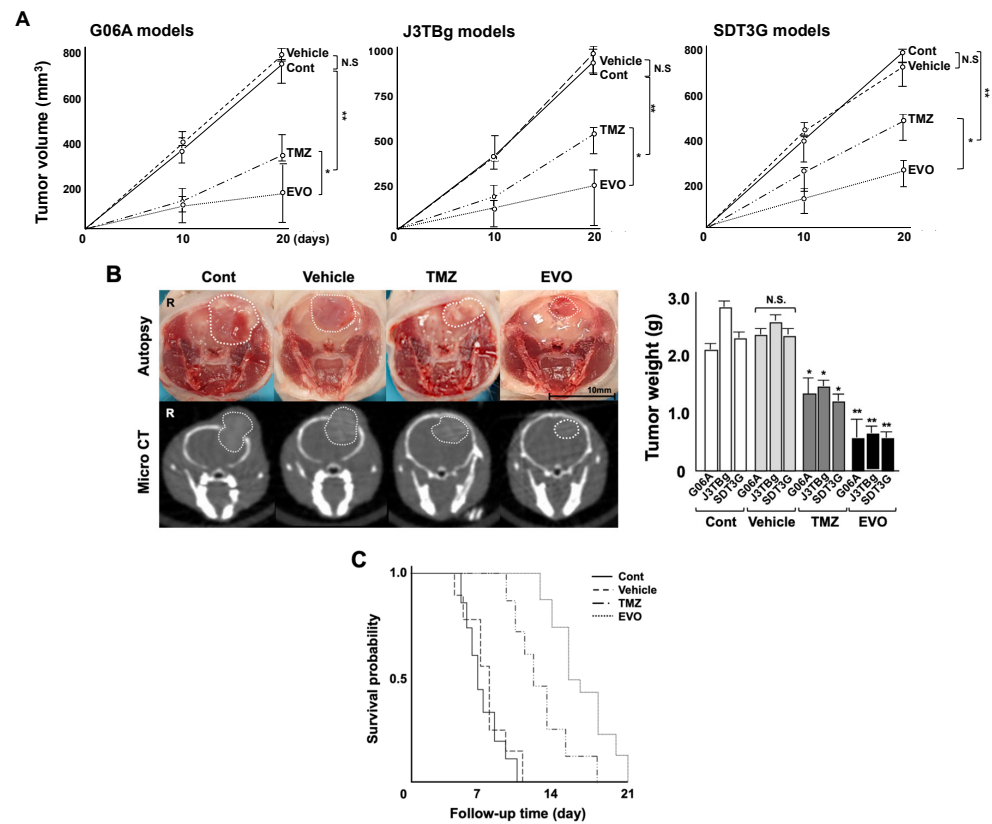 A
G06A models
J3TBg models
SDT3G models
Tumor volume (mm³)
800
600
400
200
0
10
20 (days)
Vehicle
Cont
TMZ
EVO
N.S
**
*
1000
750
500
250
0
10
20
Vehicle
Cont
TMZ
EVO
N.S
**
*
800
600
400
200
0
10
20
Cont
Vehicle
TMZ
EVO
N.S
**
*
B
Cont Vehicle TMZ EVO
Autopsy
R
10mm
Micro CT
R
Tumor weight (g)
3.0
2.0
1.0
0
N.S.
* * *
** ** **
G06A J3TBg SDT3G G06A J3TBg SDT3G G06A J3TBg SDT3G G06A J3TBg SDT3G
Cont Vehicle TMZ EVO
C
Survival probability
1.0
0.5
0 7 14 21
Follow-up time (day)
Cont
Vehicle
TMZ
EVO